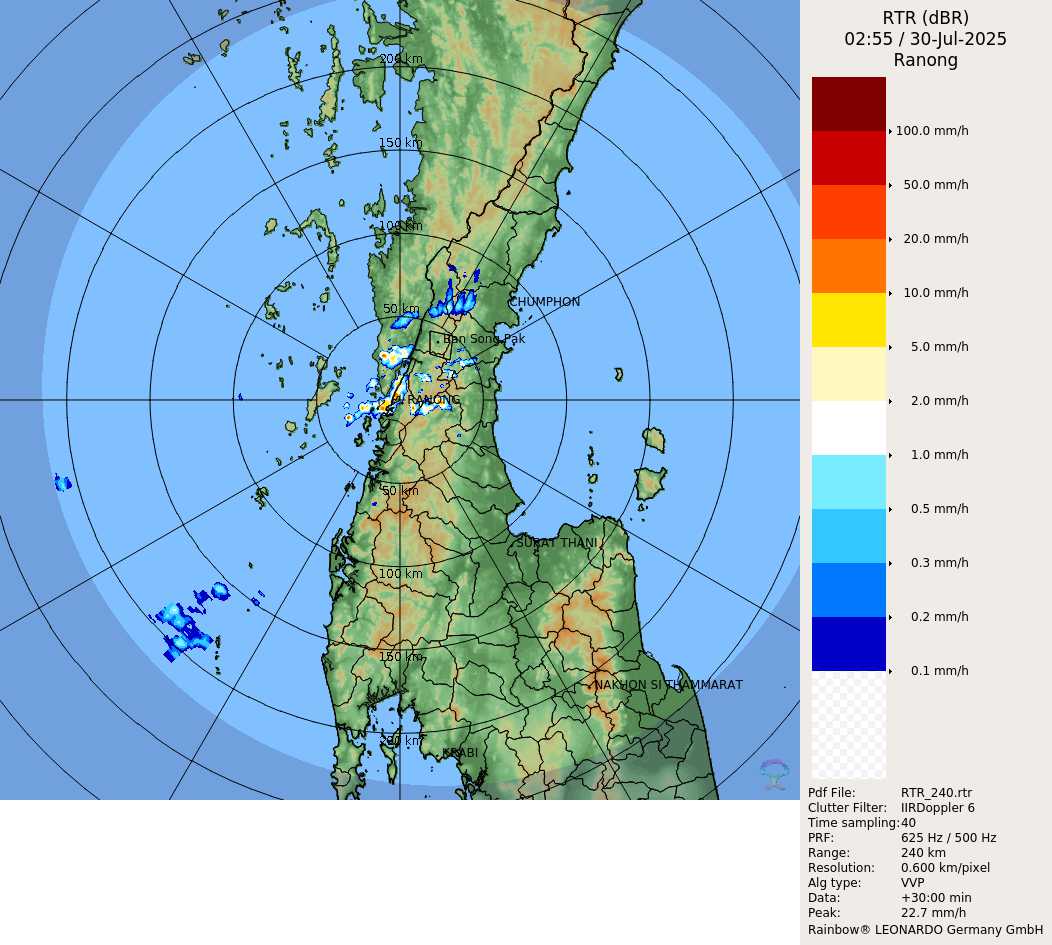 RTR (dBR)
02:55 / 30-Jul-2025
Ranong
200 km
150 km
100 km
50 km
CHUMPHON
Ban Song Pak
RANONG
50 km
SURAT THANI
100 km
150 km
NAKHON SI THAMMARAT
200 km
KRABI
100.0 mm/h
50.0 mm/h
20.0 mm/h
10.0 mm/h
5.0 mm/h
2.0 mm/h
1.0 mm/h
0.5 mm/h
0.3 mm/h
0.2 mm/h
0.1 mm/h
Pdf File: RTR_240.rtr
Clutter Filter: IIRDoppler 6
Time sampling:40
PRF: 625 Hz / 500 Hz
Range: 240 km
Resolution: 0.600 km/pixel
Alg type: VVP
Data: +30:00 min
Peak: 22.7 mm/h
Rainbow® LEONARDO Germany GmbH